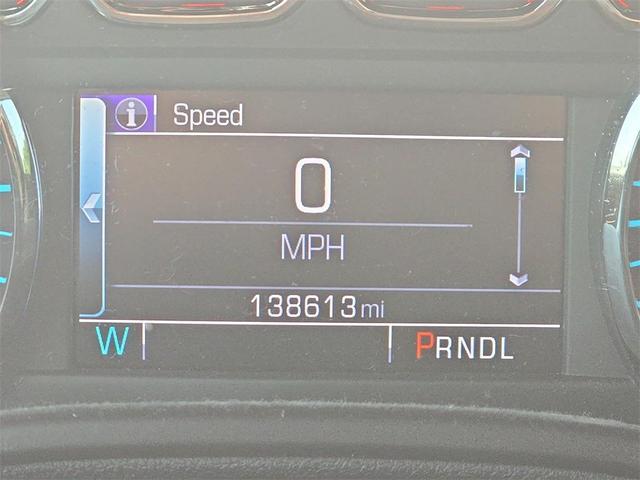 i Speed
0
MPH
138613 mi
W PRNDL